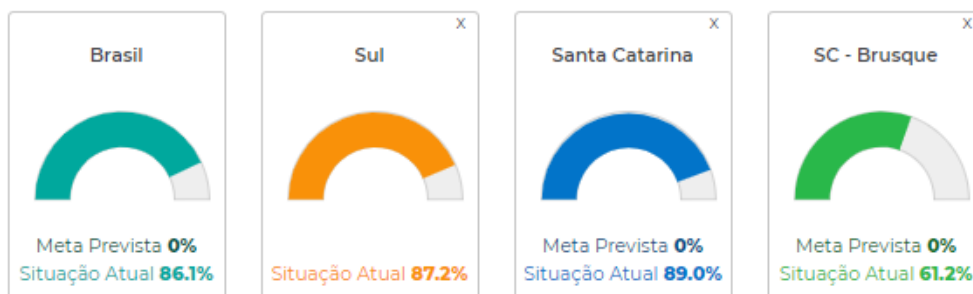 Brasil
Meta Prevista 0%
Situação Atual 86.1%
X
Sul
Situação Atual 87.2%
X
Santa Catarina
Meta Prevista 0%
Situação Atual 89.0%
X
SC - Brusque
Meta Prevista 0%
Situação Atual 61.2%